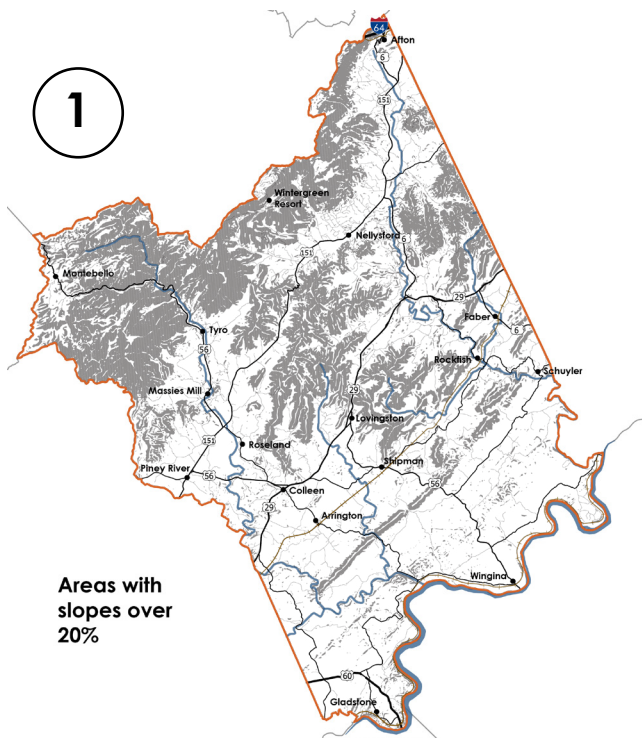 64
Afton
6
1
151
Wintergreen
Resort
Nellysford
6
151
Montebello
29
Faber
6
Tyro
56
Rockfish
Schuyler
Massies Mill
29
Lovingston
151
Roseland
Piney River
56
Shipman
56
Colleen
29
Arrington
Wingina
Areas with
slopes over
20%
60
Gladstone